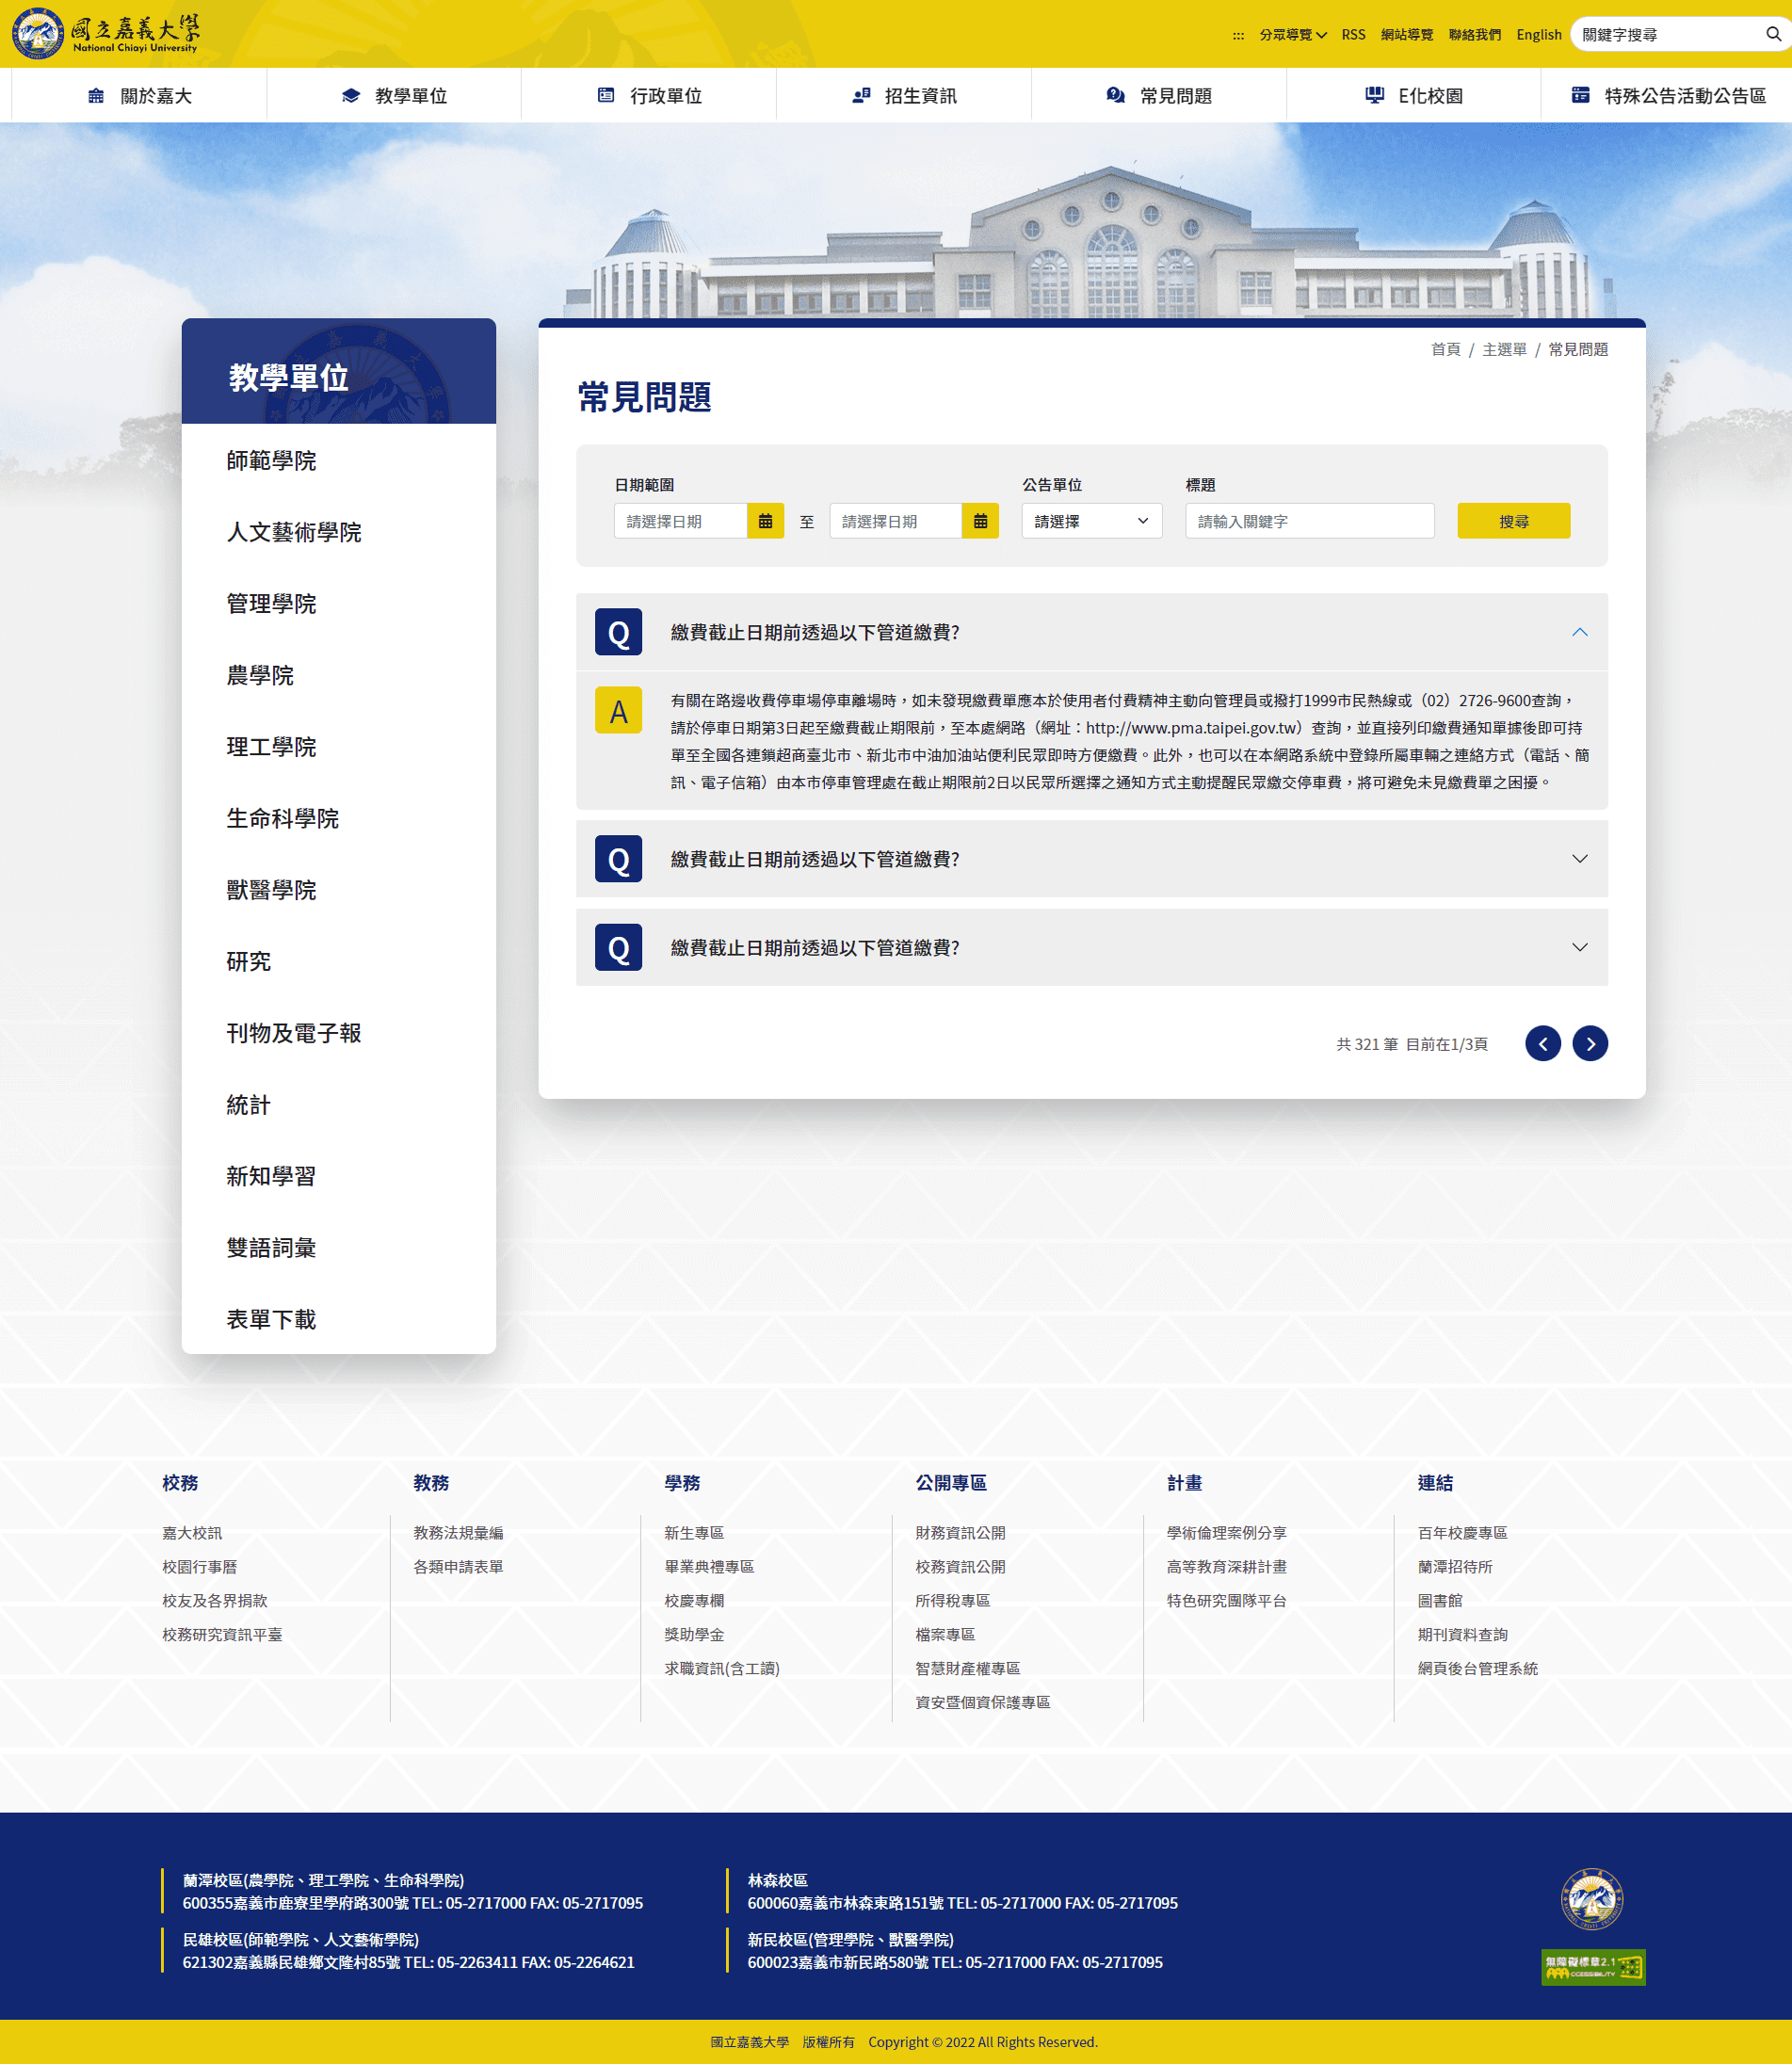 國立嘉義大學
National Chiayi University
:::
分眾導覽
RSS
網站導覽
聯絡我們
English
關鍵字搜尋
關於嘉大
教學單位
行政單位
招生資訊
常見問題
E化校園
特殊公告活動公告區
教學單位
師範學院
人文藝術學院
管理學院
農學院
理工學院
生命科學院
獸醫學院
研究
刊物及電子報
統計
新知學習
雙語詞彙
表單下載
首頁 / 主選單 / 常見問題
常見問題
日期範圍
請選擇日期
至
請選擇日期
公告單位
請選擇
標題
請輸入關鍵字
搜尋
Q
繳費截止日期前透過以下管道繳費?
A
有關在路邊收費停車場停車離場時，如未發現繳費單應本於使用者付費精神主動向管理員或撥打1999市民熱線或（02）2726-9600查詢，
請於停車日期第3日起至繳費截止期限前，至本處網路（網址：http://www.pma.taipei.gov.tw）查詢，並直接列印繳費通知單據後即可持
單至全國各連鎖超商臺北市、新北市中油加油站便利民眾即時方便繳費。此外，也可以在本網路系統中登錄所屬車輛之連絡方式（電話、簡
訊、電子信箱）由本市停車管理處在截止期限前2日以民眾所選擇之通知方式主動提醒民眾繳交停車費，將可避免未見繳費單之困擾。
Q
繳費截止日期前透過以下管道繳費?
Q
繳費截止日期前透過以下管道繳費?
共 321 筆 目前在1/3頁
校務
嘉大校訊
校園行事曆
校友及各界捐款
校務研究資訊平臺
教務
教務法規彙編
各類申請表單
學務
新生專區
畢業典禮專區
校慶專欄
獎助學金
求職資訊(含工讀)
公開專區
財務資訊公開
校務資訊公開
所得稅專區
檔案專區
智慧財產權專區
資安暨個資保護專區
計畫
學術倫理案例分享
高等教育深耕計畫
特色研究團隊平台
連結
百年校慶專區
蘭潭招待所
圖書館
期刊資料查詢
網頁後台管理系統
蘭潭校區(農學院、理工學院、生命科學院)
600355嘉義市鹿寮里學府路300號 TEL: 05-2717000 FAX: 05-2717095
民雄校區(師範學院、人文藝術學院)
621302嘉義縣民雄鄉文隆村85號 TEL: 05-2263411 FAX: 05-2264621
林森校區
600060嘉義市林森東路151號 TEL: 05-2717000 FAX: 05-2717095
新民校區(管理學院、獸醫學院)
600023嘉義市新民路580號 TEL: 05-2717000 FAX: 05-2717095
無障礙標章2.1
CCESSIBILITY
國立嘉義大學 版權所有 Copyright © 2022 All Rights Reserved.